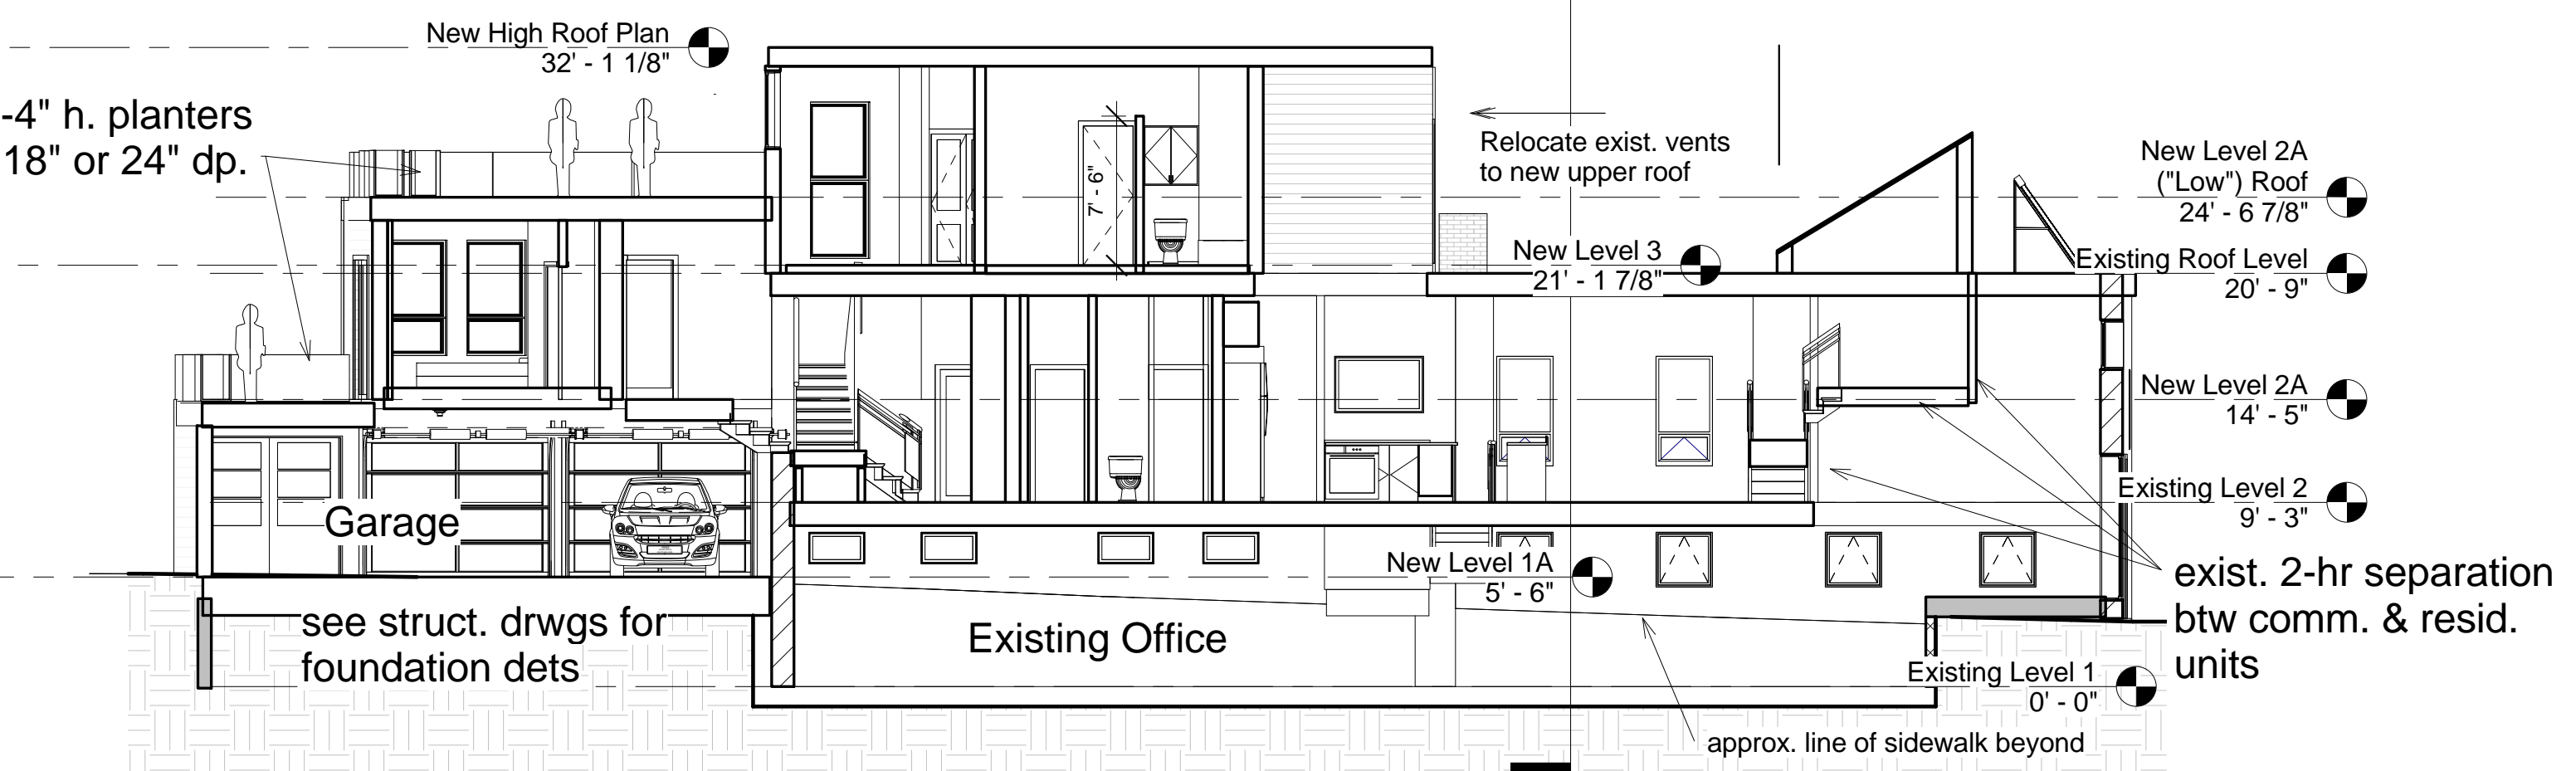 New High Roof Plan
32' - 1 1/8"
-4" h. planters
18" or 24" dp.
Relocate exist. vents
to new upper roof
7' - 6"
New Level 2A
("Low") Roof
24' - 6 7/8"
New Level 3
21' - 1 7/8"
Existing Roof Level
20' - 9"
New Level 2A
14' - 5"
Existing Level 2
9' - 3"
Garage
New Level 1A
5' - 6"
exist. 2-hr separation
btw comm. & resid.
units
see struct. drwgs for
foundation dets
Existing Office
Existing Level 1
0' - 0"
approx. line of sidewalk beyond